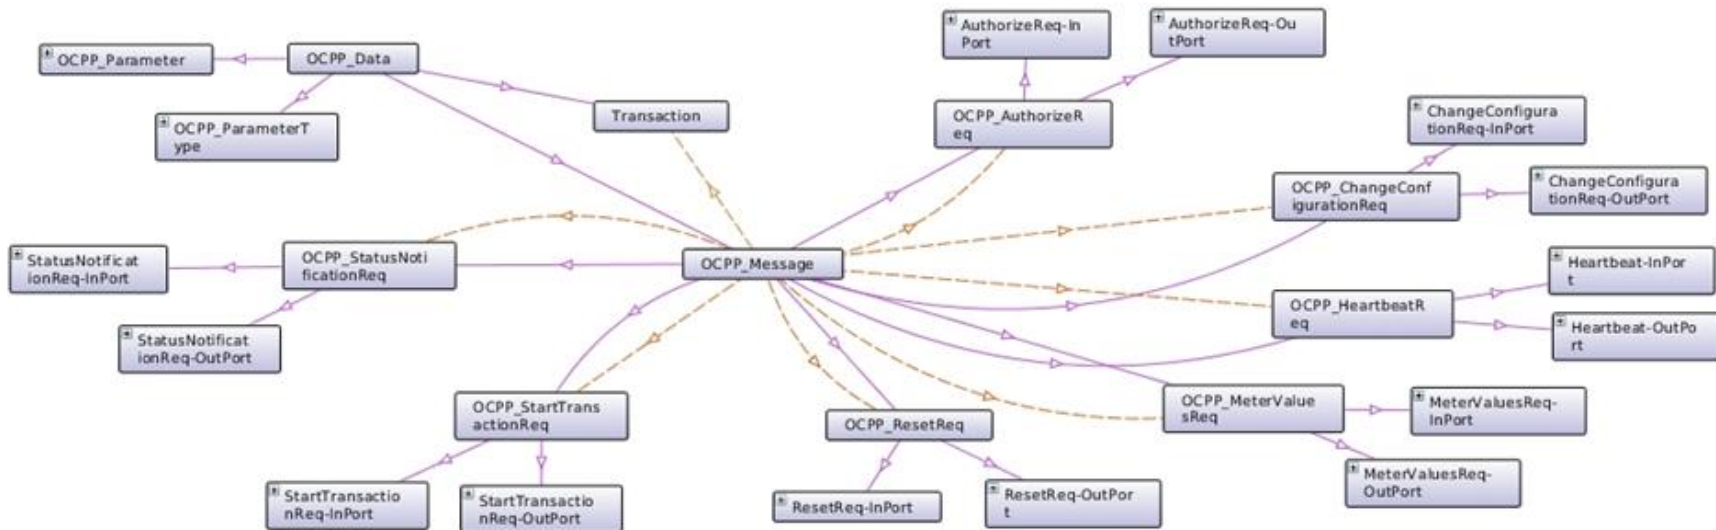 AuthorizeReq-In
Port
AuthorizeReq-Ou
tPort
OCPP_Parameter
OCPP_Data
OCPP_ParameterT
ype
Transaction
OCPP_AuthorizeR
eq
ChangeConfigura
tionReq-InPort
OCPP_ChangeConf
igurationReq
ChangeConfigura
tionReq-OutPort
StatusNotificat
ionReq-InPort
OCPP_StatusNoti
ficationReq
OCPP_Message
Heartbeat-InPor
t
OCPP_HeartbeatR
eq
Heartbeat-OutPo
rt
StatusNotificat
ionReq-OutPort
OCPP_StartTrans
actionReq
OCPP_ResetReq
OCPP_MeterValue
sReq
MeterValuesReq-
InPort
MeterValuesReq-
OutPort
StartTransactio
nReq-InPort
StartTransactio
nReq-OutPort
ResetReq-InPort
ResetReq-OutPor
t